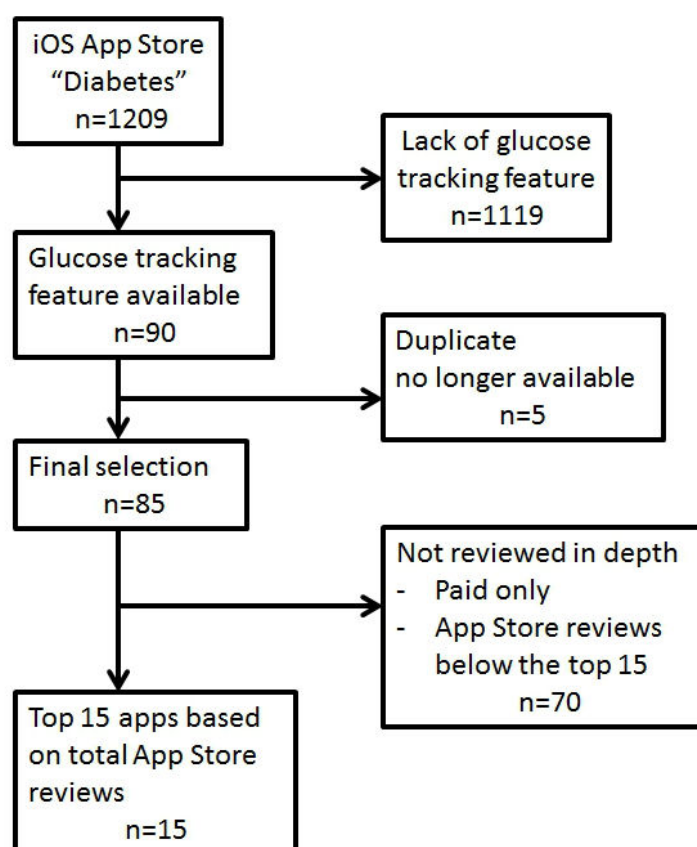 iOS App Store
“Diabetes”
n=1209
Lack of glucose
tracking feature
n=1119
Glucose tracking
feature available
n=90
Duplicate
no longer available
n=5
Final selection
n=85
Not reviewed in depth
- Paid only
- App Store reviews
below the top 15
n=70
Top 15 apps based
on total App Store
reviews
n=15